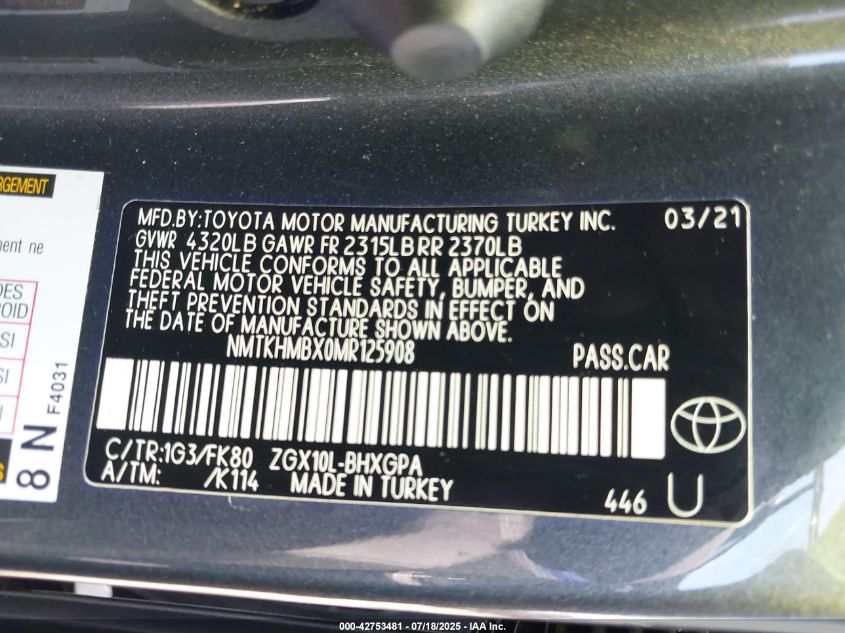 RGEMENT
ment ne
DES
ROID
SI
SI
8 N F4031
MFD.BY:TOYOTA MOTOR MANUFACTURING TURKEY INC. 03/21
GVWR 4320LB GAWR FR 2315LB RR 2370LB
THIS VEHICLE CONFORMS TO ALL APPLICABLE
FEDERAL MOTOR VEHICLE SAFETY, BUMPER, AND
THEFT PREVENTION STANDARDS IN EFFECT ON
THE DATE OF MANUFACTURE SHOWN ABOVE.
NMTKHMBX0MR125908 PASS.CAR
C/TR:1G3/FK80 ZGX10L-BHXGPA
A/TM: /K114 MADE IN TURKEY
446 U
000-42753481 - 07/18/2025 - IAA Inc.